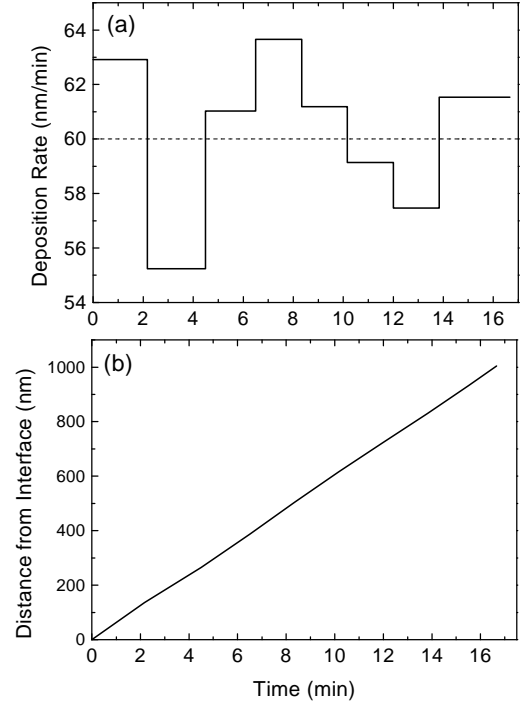 (a)
Deposition Rate (nm/min)
64
62
60
58
56
54
0 2 4 6 8 10 12 14 16
(b)
Distance from Interface (nm)
1000
800
600
400
200
0
0 2 4 6 8 10 12 14 16
Time (min)